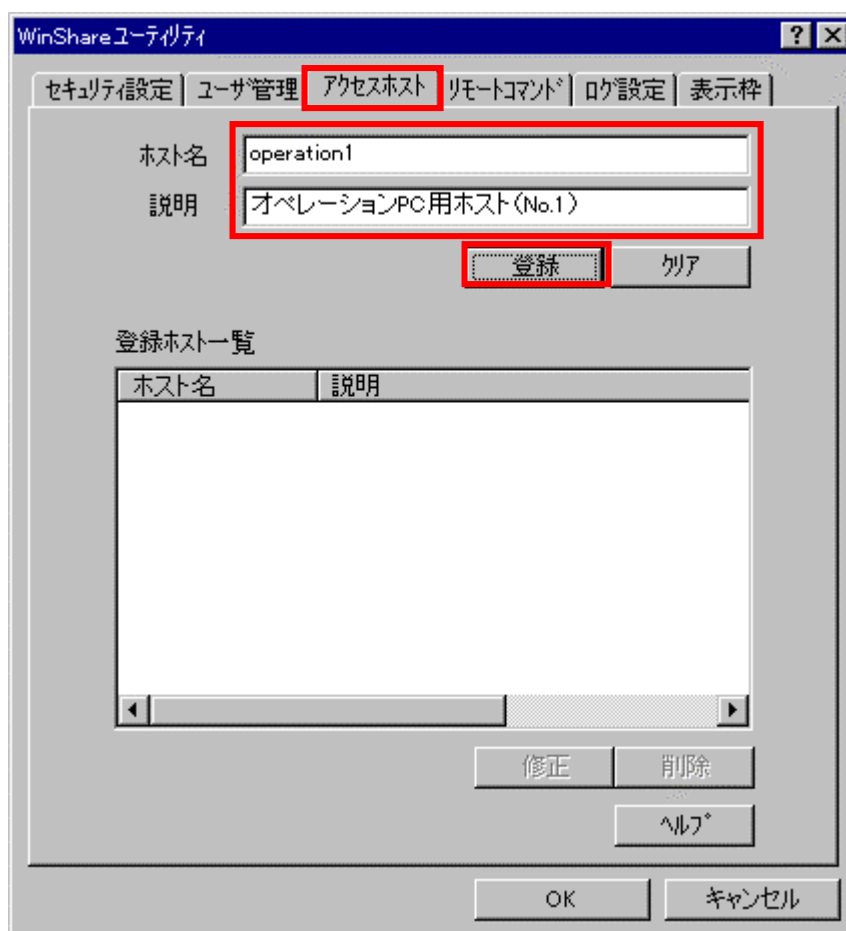 WinShareユーティリティ
セキュリティ設定 ユーザ管理 アクセスホスト リモートコマンド ログ設定 表示枠
ホスト名 operation1
説明 オペレーションPC用ホスト(No.1)
登録 クリア
登録ホスト一覧
ホスト名 説明
修正 削除
ヘルプ
OK キャンセル